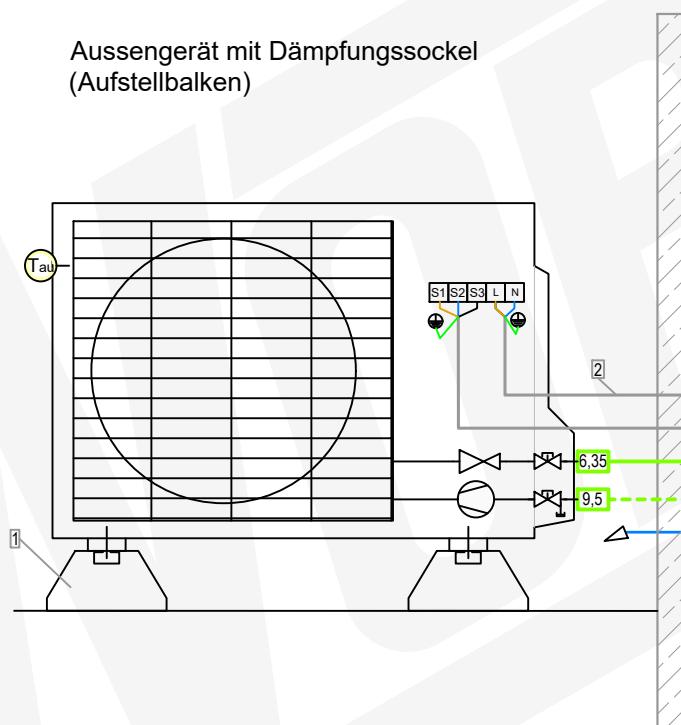 Aussengerät mit Dämpfungssockel
(Aufstellbalken)
Tau
S1 S2 S3 L N
2
6,35
9,5
1